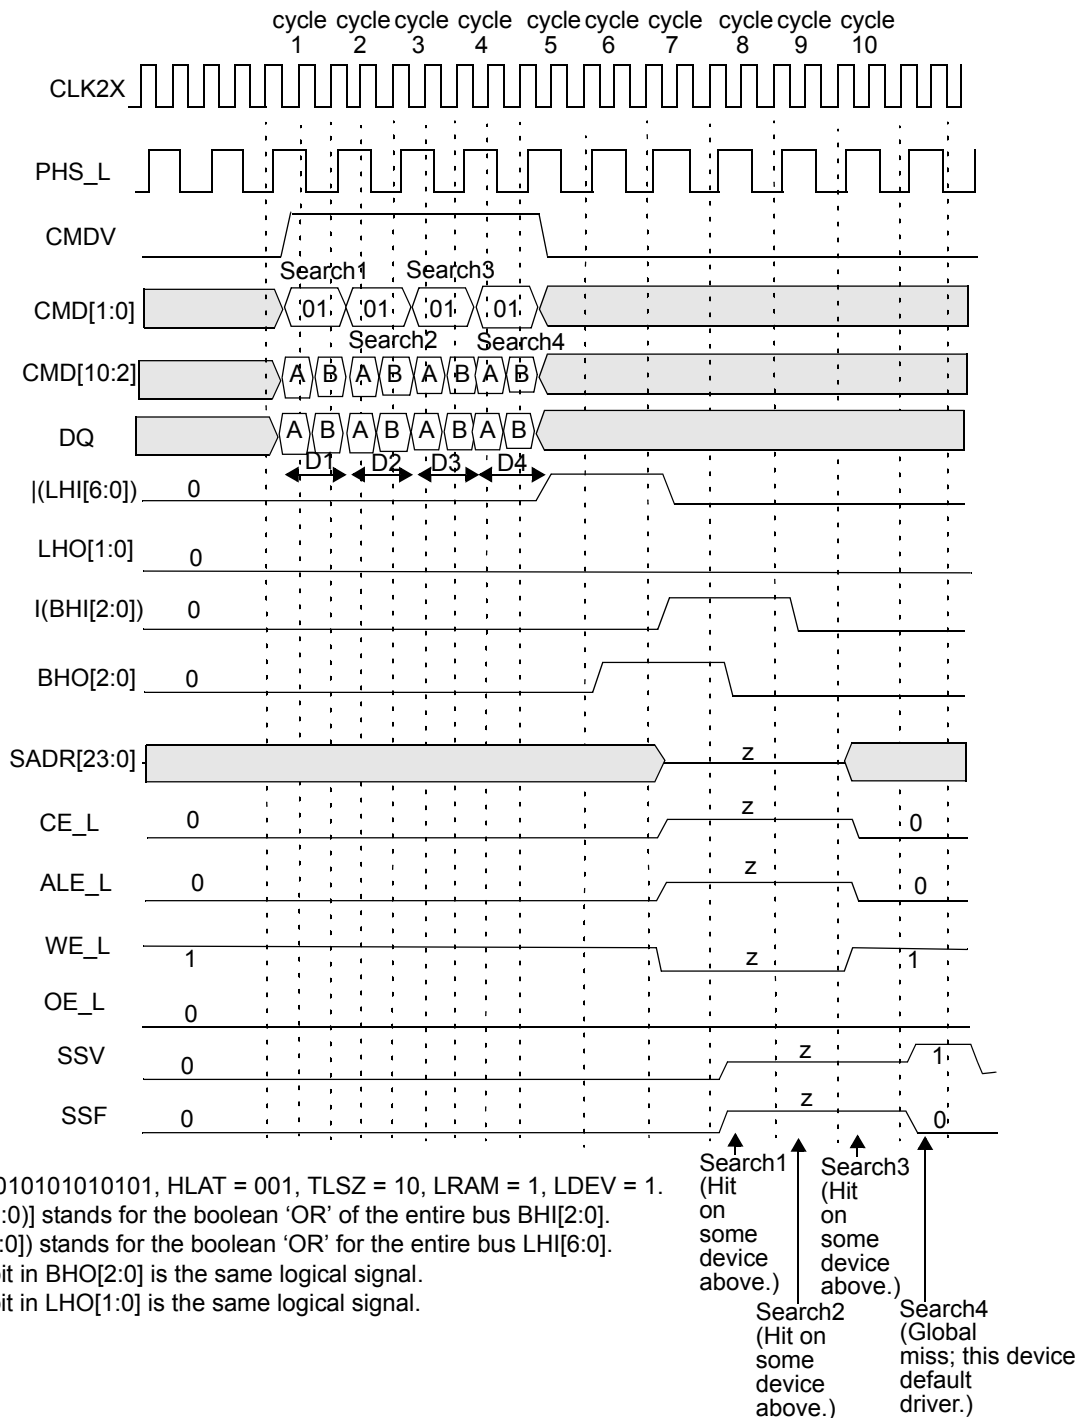 cycle cycle cycle cycle cycle cycle cycle cycle cycle cycle
1 2 3 4 5 6 7 8 9 10
CLK2X
PHS_L
CMDV
Search1 Search3
CMD[1:0] 01 01 01 01
Search2 Search4
CMD[10:2] A B A B A B A B
DQ A B A B A B A B
D1 D2 D3 D4
|(LHI[6:0]) 0
LHO[1:0] 0
I(BHI[2:0]) 0
BHO[2:0] 0
SADR[23:0] z
CE_L 0 z 0
ALE_L 0 z 0
WE_L 1 z 1
OE_L 0
SSV 0 z 1
SSF 0 z 0
010101010101, HLAT = 001, TLSZ = 10, LRAM = 1, LDEV = 1.
:0)] stands for the boolean ‘OR’ of the entire bus BHI[2:0].
:0]) stands for the boolean ‘OR’ for the entire bus LHI[6:0].
bit in BHO[2:0] is the same logical signal.
bit in LHO[1:0] is the same logical signal.
Search1
(Hit
on
some
device
above.)
Search2
(Hit on
some
device
above.)
Search3
(Hit
on
some
device
above.)
Search4
(Global
miss; this device
default
driver.)